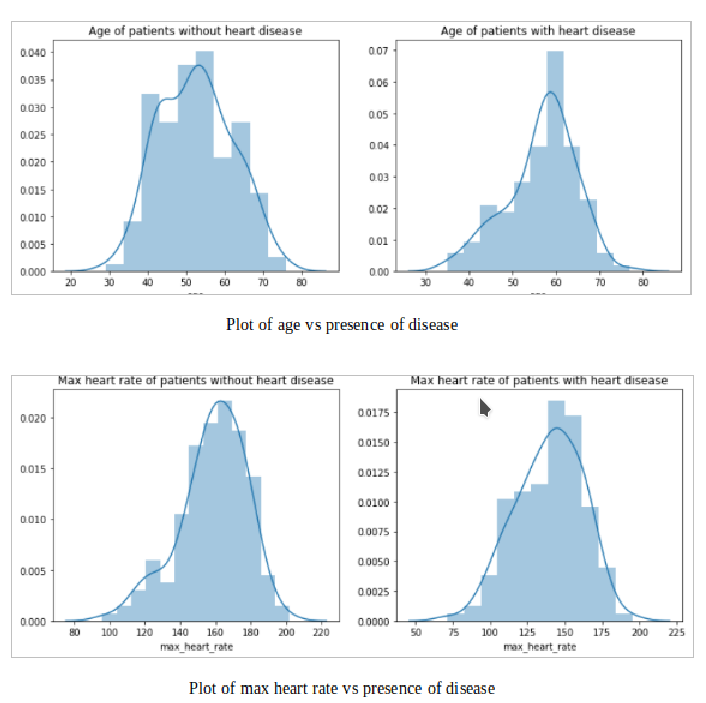 Age of patients without heart disease
Age of patients with heart disease
0.040
0.035
0.030
0.025
0.020
0.015
0.010
0.005
0.000
20 30 40 50 60 70 80
0.07
0.06
0.05
0.04
0.03
0.02
0.01
0.00
30 40 50 60 70 80
Plot of age vs presence of disease
Max heart rate of patients without heart disease
Max heart rate of patients with heart disease
0.020
0.015
0.010
0.005
0.000
80 100 120 140 160 180 200 220
max_heart_rate
0.0175
0.0150
0.0125
0.0100
0.0075
0.0050
0.0025
0.0000
50 75 100 125 150 175 200 225
max_heart_rate
Plot of max heart rate vs presence of disease